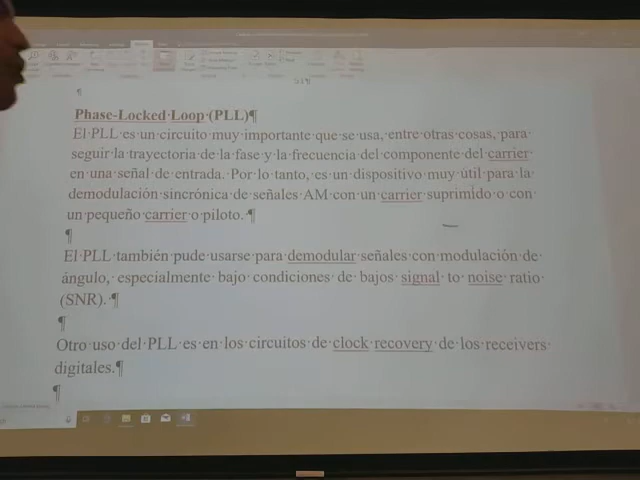 Phase-Locked Loop (PLL)¶
El PLL es un circuito muy importante que se usa, entre otras cosas, para
seguir la trayectoria de la fase y la frecuencia del componente del carrier
en una señal de entrada. Por lo tanto, es un dispositivo muy útil para la
demodulación sincrónica de señales AM con un carrier suprimido o con
un pequeño carrier o piloto. ¶
¶
El PLL también pude usarse para demodular señales con modulación de
ángulo, especialmente bajo condiciones de bajos signal to noise ratio
(SNR). ¶
¶
Otro uso del PLL es en los circuitos de clock recovery de los receivers
digitales.¶
¶